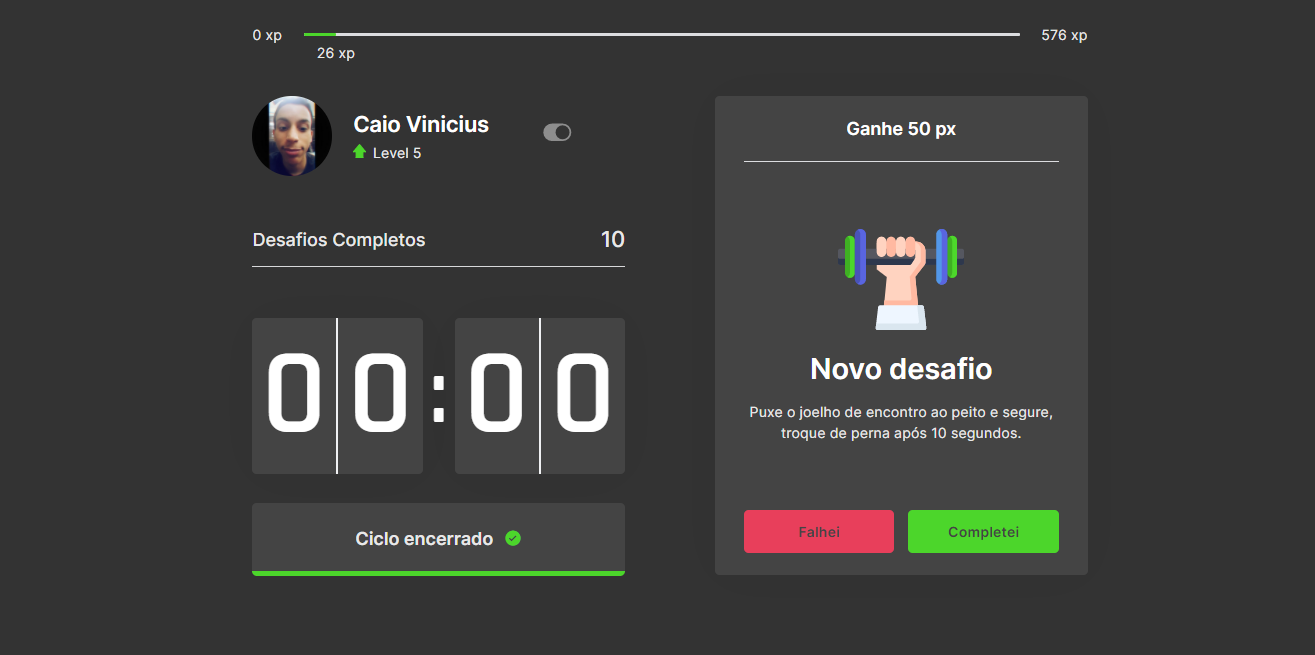 0 xp
576 xp
26 xp
Caio Vinicius
Level 5
Desafios Completos
10
00:00
Ciclo encerrado
Ganhe 50 px
Novo desafio
Puxe o joelho de encontro ao peito e segure,
troque de perna após 10 segundos.
Falhei
Completei